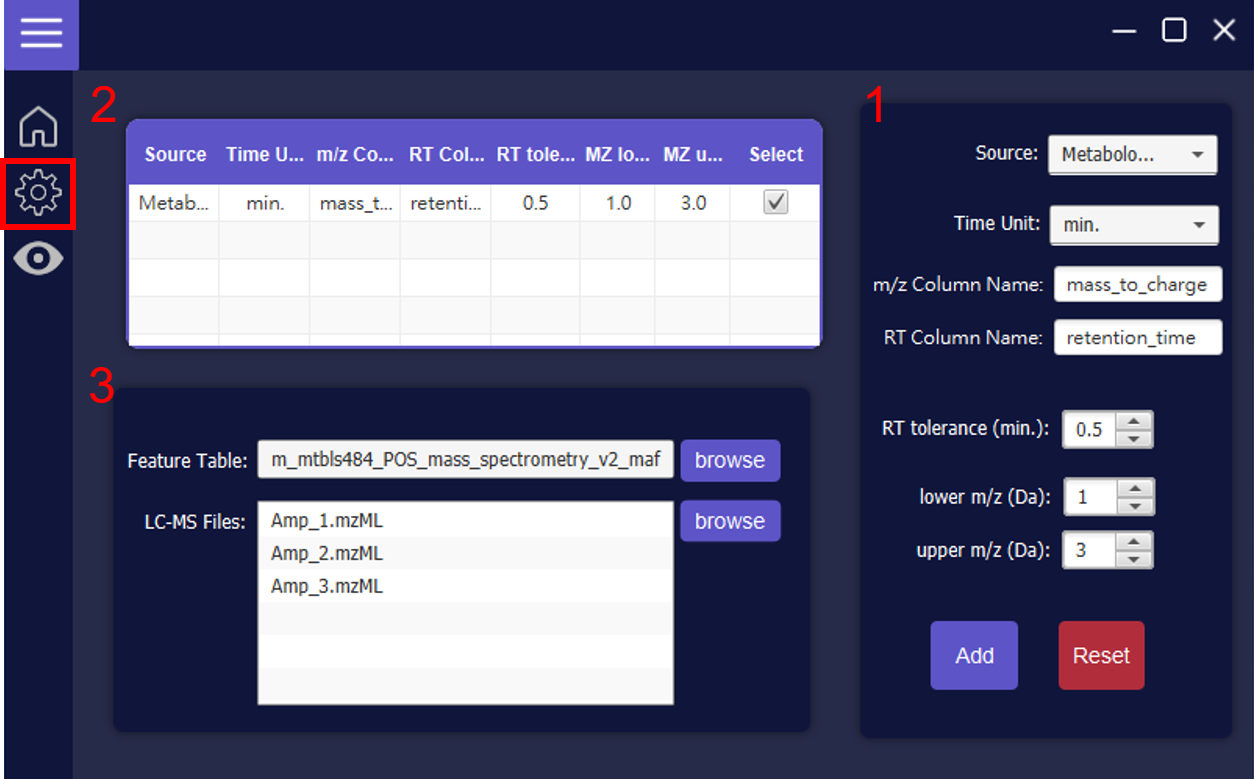 2
Source Time U... m/z Co... RT Col... RT tole... MZ lo... MZ u... Select
Metab... min. mass_t... retenti... 0.5 1.0 3.0
3
Feature Table: m_mtbls484_POS_mass_spectrometry_v2_maf browse
LC-MS Files: browse
Amp_1.mzML
Amp_2.mzML
Amp_3.mzML
1
Source: Metabolo...
Time Unit: min.
m/z Column Name: mass_to_charge
RT Column Name: retention_time
RT tolerance (min.): 0.5
lower m/z (Da): 1
upper m/z (Da): 3
Add Reset